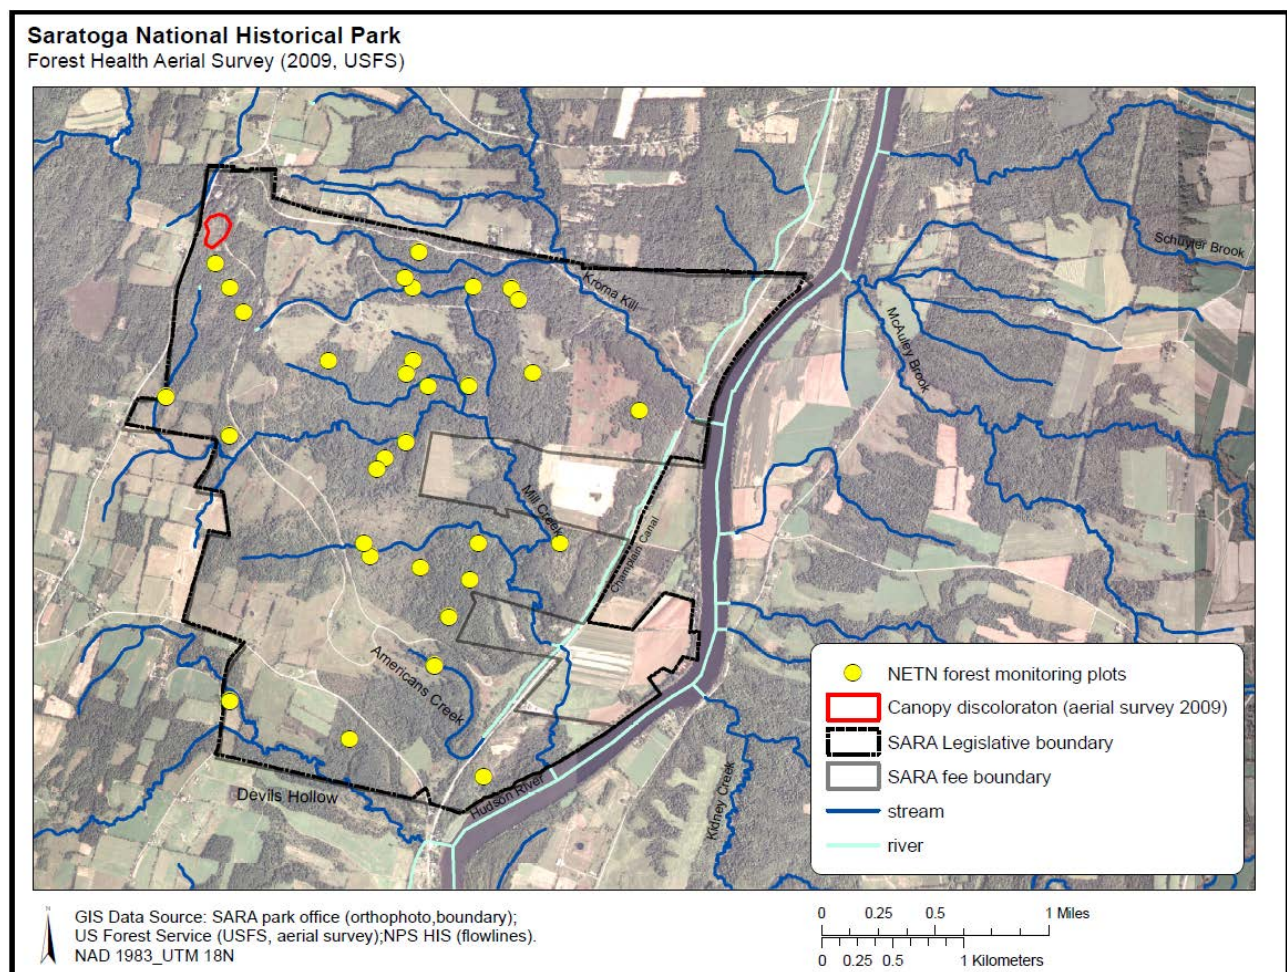 Saratoga National Historical Park
Forest Health Aerial Survey (2009, USFS)
Schuyler Brook
Kroma Kill
McAuley Brook
Mill Creek
Champlain Canal
Americans Creek
Devils Hollow
Hudson River
Kidney Creek
NETN forest monitoring plots
Canopy discoloraton (aerial survey 2009)
SARA Legislative boundary
SARA fee boundary
stream
river
N
GIS Data Source: SARA park office (orthophoto,boundary);
US Forest Service (USFS, aerial survey);NPS HIS (flowlines).
NAD 1983_UTM 18N
0 0.25 0.5 1 Miles
0 0.25 0.5 1 Kilometers